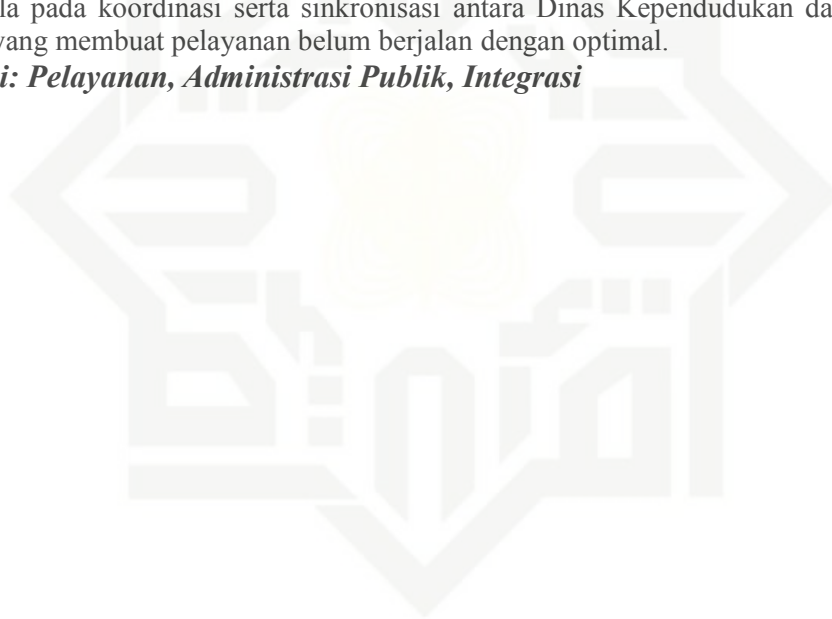 la pada koordinasi serta sinkronisasi antara Dinas Kependudukan da
yang membuat pelayanan belum berjalan dengan optimal.
i: Pelayanan, Administrasi Publik, Integrasi